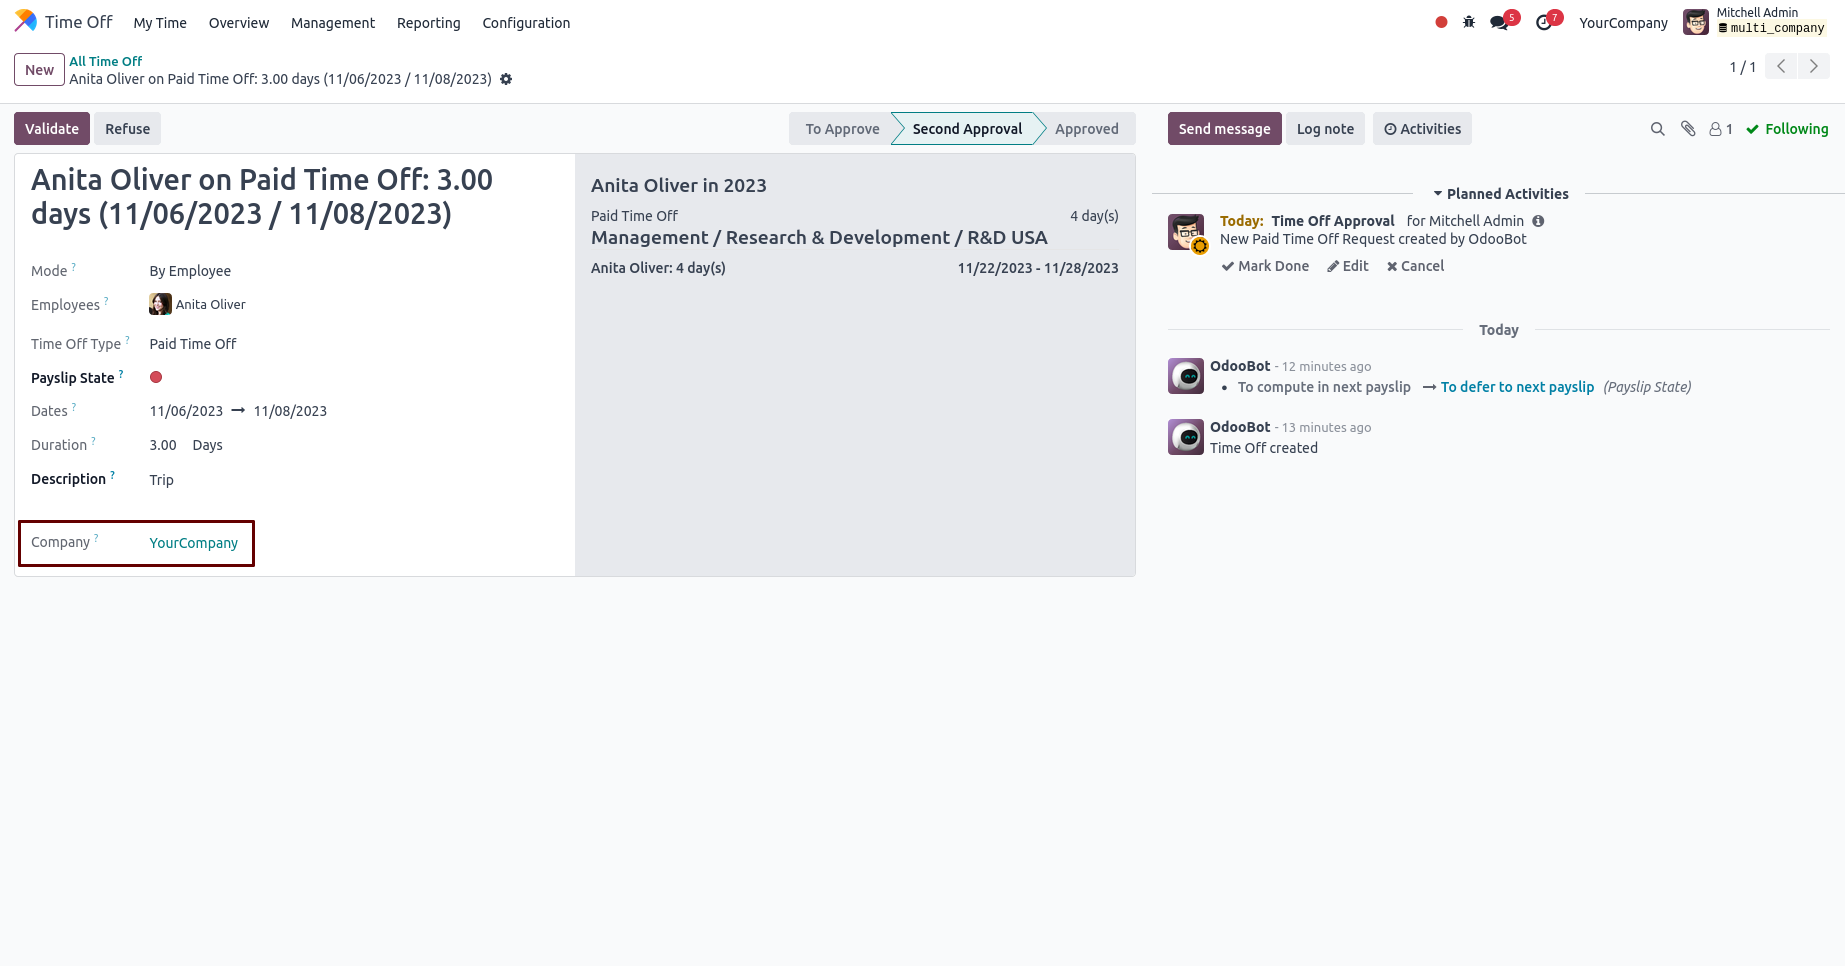 Time Off My Time Overview Management Reporting Configuration 5 7 YourCompany Mitchell Admin
multi_company
New All Time Off
Anita Oliver on Paid Time Off: 3.00 days (11/06/2023 / 11/08/2023)
1 / 1
Validate Refuse To Approve Second Approval Approved
Send message Log note Activities 1 Following
Anita Oliver on Paid Time Off: 3.00
days (11/06/2023 / 11/08/2023)
Mode ? By Employee
Employees ? Anita Oliver
Time Off Type ? Paid Time Off
Payslip State ?
Dates ? 11/06/2023 → 11/08/2023
Duration ? 3.00 Days
Description ? Trip
Company ? YourCompany
Anita Oliver in 2023
Paid Time Off 4 day(s)
Management / Research & Development / R&D USA
Anita Oliver: 4 day(s) 11/22/2023 - 11/28/2023
Planned Activities
Today: Time Off Approval for Mitchell Admin
New Paid Time Off Request created by OdooBot
Mark Done Edit Cancel
Today
OdooBot - 12 minutes ago
• To compute in next payslip → To defer to next payslip (Payslip State)
OdooBot - 13 minutes ago
Time Off created